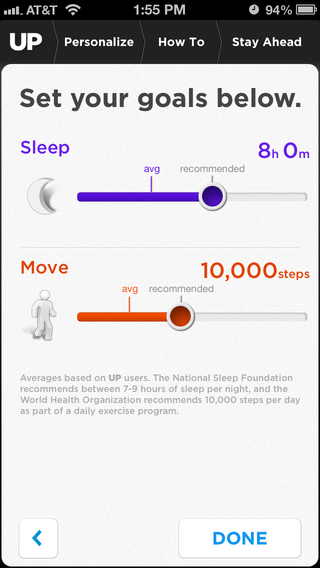 AT&T 1:55 PM 94%
UP Personalize How To Stay Ahead
Set your goals below.
Sleep 8h 0m
avg recommended
Move 10,000steps
avg recommended
Averages based on UP users. The National Sleep Foundation
recommends between 7-9 hours of sleep per night, and the
World Health Organization recommends 10,000 steps per day
as part of a daily exercise program.
DONE